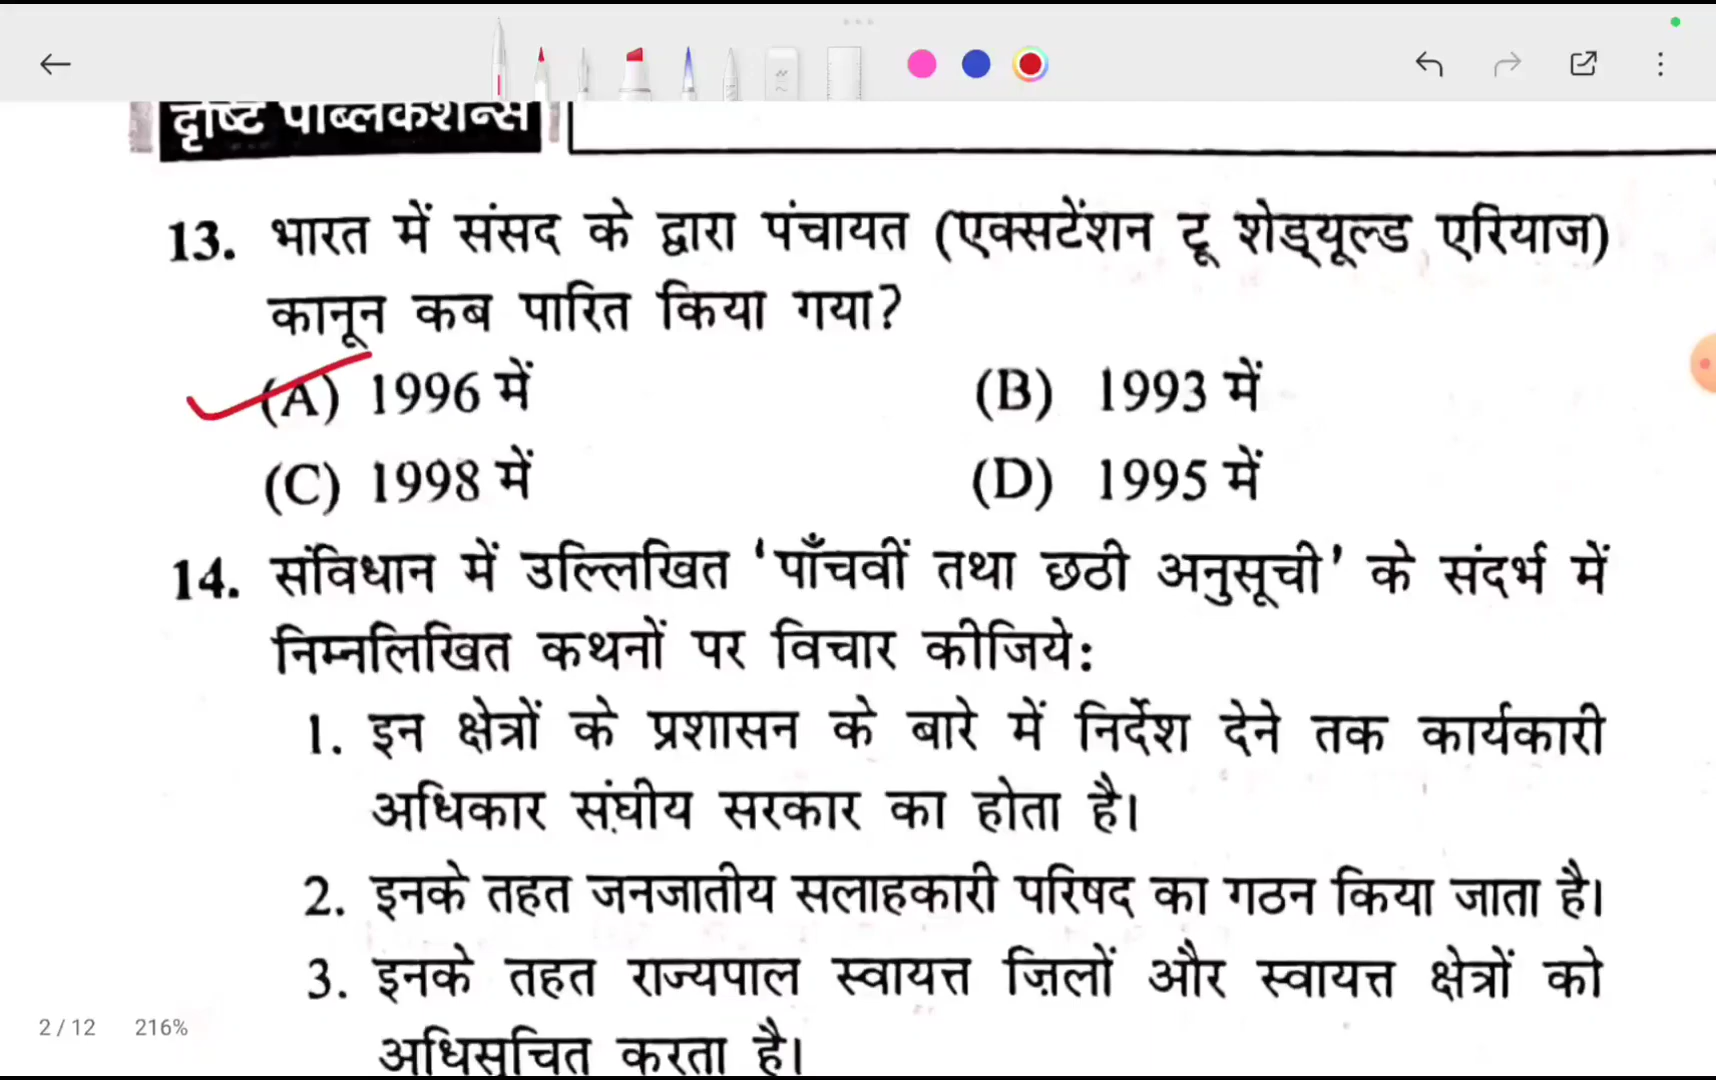 दृष्टि पब्लिकेशन्स
13. भारत में संसद के द्वारा पंचायत (एक्सटेंशन टू शेड्यूल्ड एरियाज)
कानून कब पारित किया गया?
(A) 1996 में (B) 1993 में
(C) 1998 में (D) 1995 में
14. संविधान में उल्लिखित ‘पाँचवीं तथा छठी अनुसूची’ के संदर्भ में
निम्नलिखित कथनों पर विचार कीजिये:
1. इन क्षेत्रों के प्रशासन के बारे में निर्देश देने तक कार्यकारी
अधिकार संघीय सरकार का होता है।
2. इनके तहत जनजातीय सलाहकारी परिषद का गठन किया जाता है।
3. इनके तहत राज्यपाल स्वायत्त ज़िलों और स्वायत्त क्षेत्रों को
अधिसूचित करता है।
2 / 12 216%